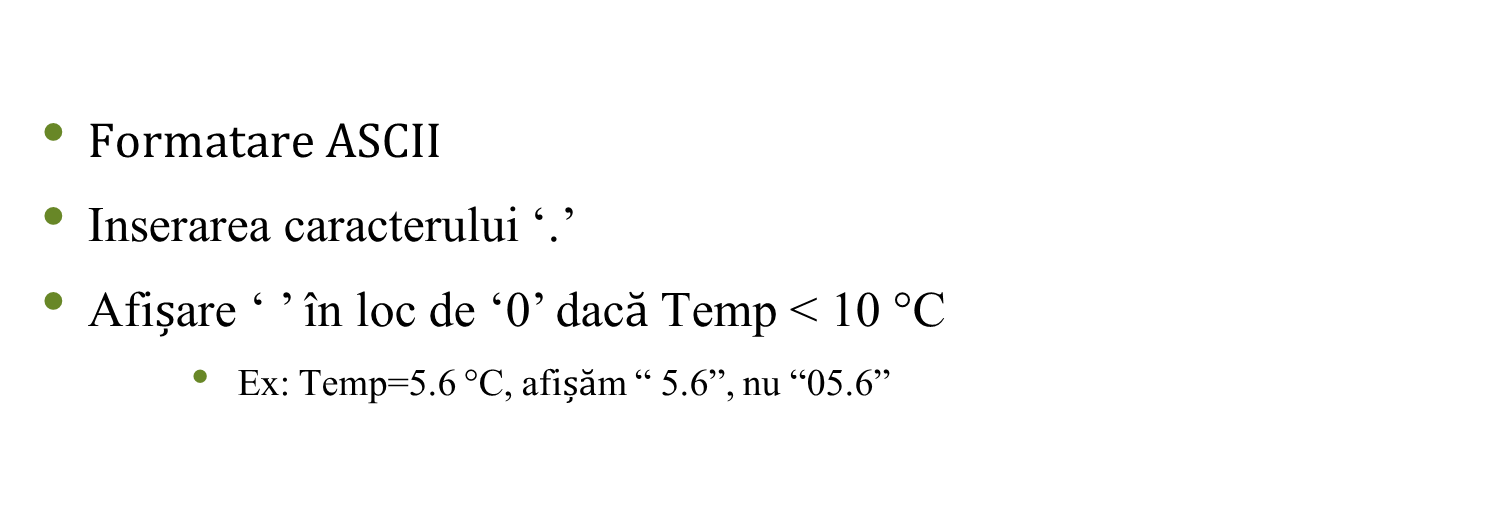 • Formatare ASCII
• Inserarea caracterului ‘.’
• Afișare ‘ ’ în loc de ‘0’ dacă Temp < 10 °C
• Ex: Temp=5.6 °C, afișăm “ 5.6”, nu “05.6”